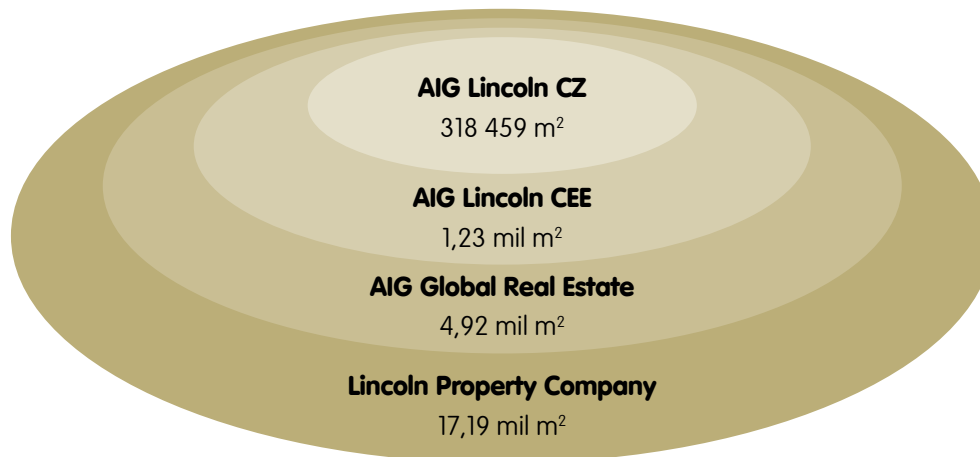 AIG Lincoln CZ
318 459 m²
AIG Lincoln CEE
1,23 mil m²
AIG Global Real Estate
4,92 mil m²
Lincoln Property Company
17,19 mil m²